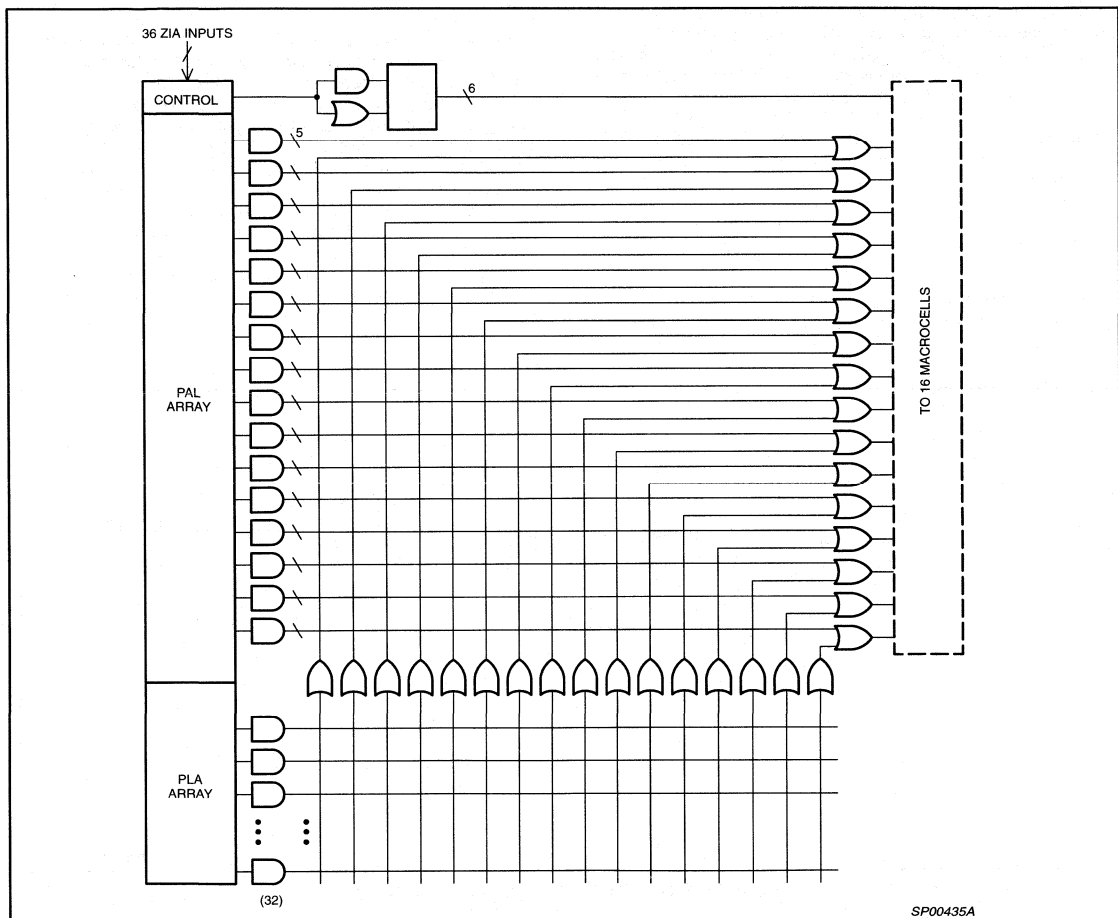 36 ZIA INPUTS
CONTROL
6
5
PAL
ARRAY
TO 16 MACROCELLS
PLA
ARRAY
(32)
SP00435A